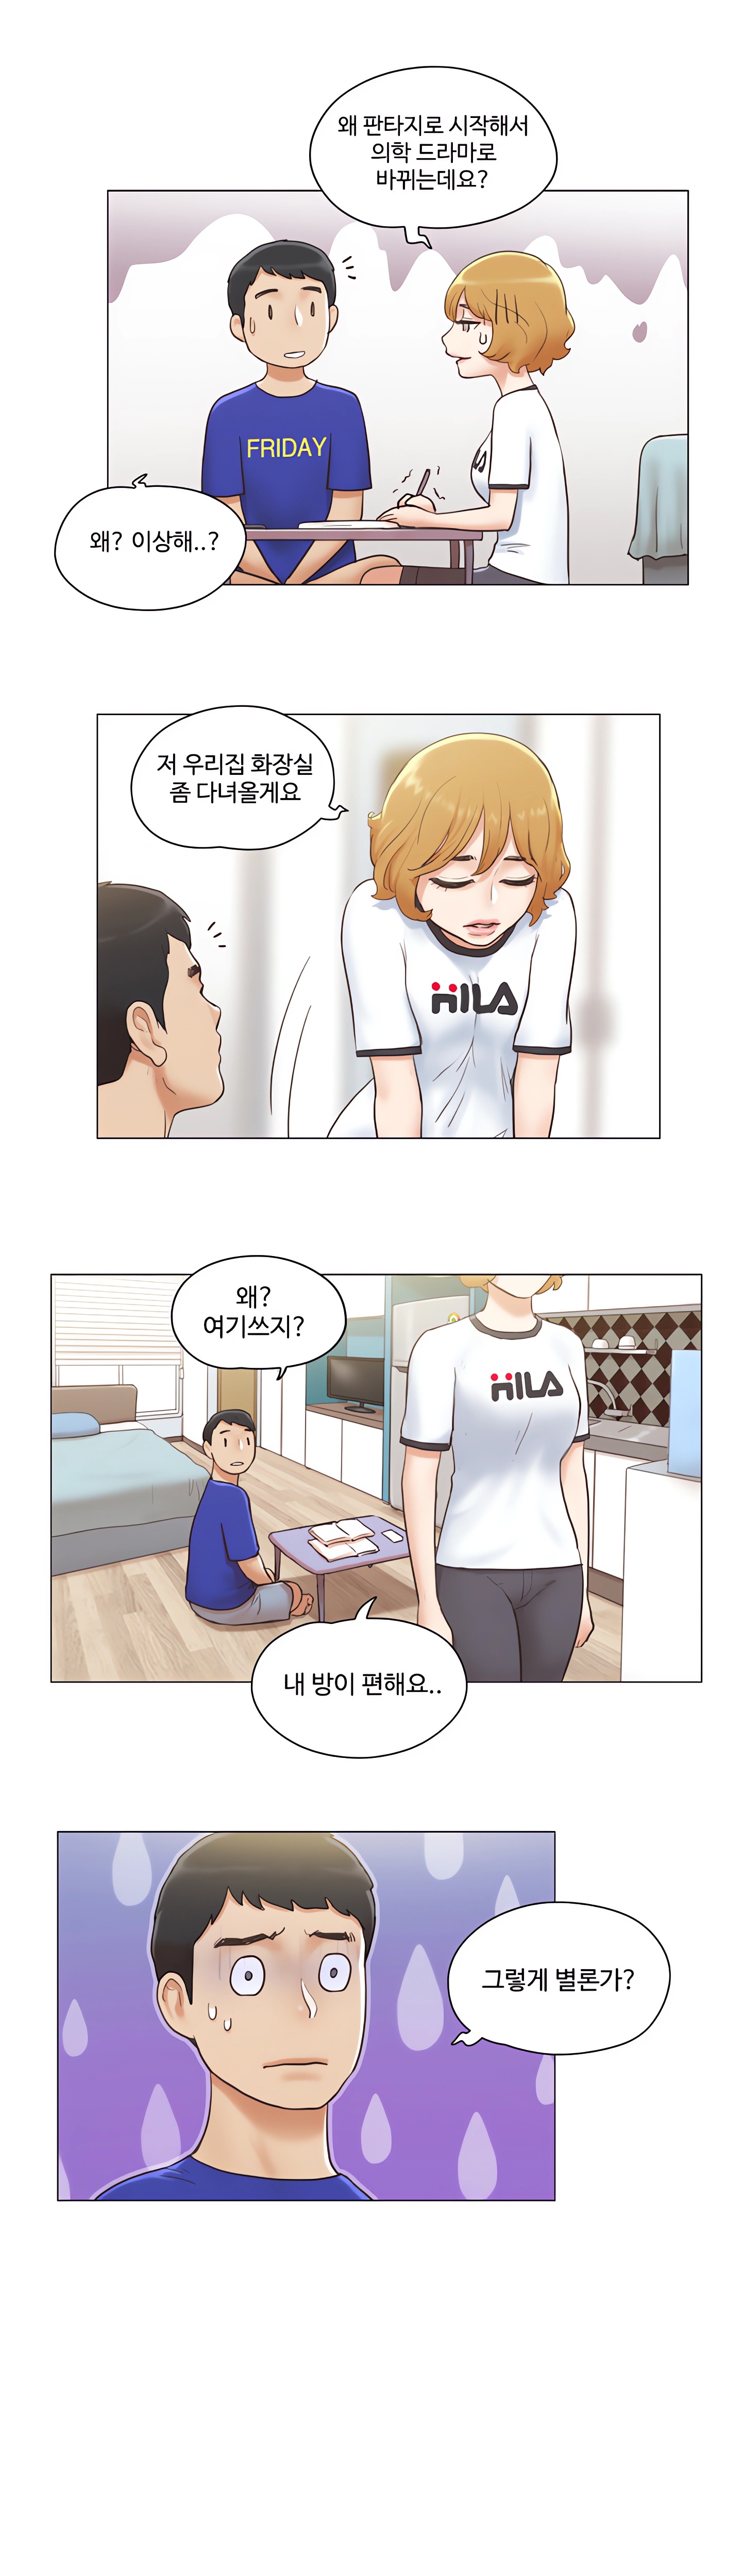 왜 판타지로 시작해서
의학 드라마로
바뀌는데요?
FRIDAY
LA
왜? 이상해..?
저 우리집 화장실
좀 다녀올게요
HILA
왜?
여기쓰지?
HILA
내 방이 편해요..
그렇게 별론가?